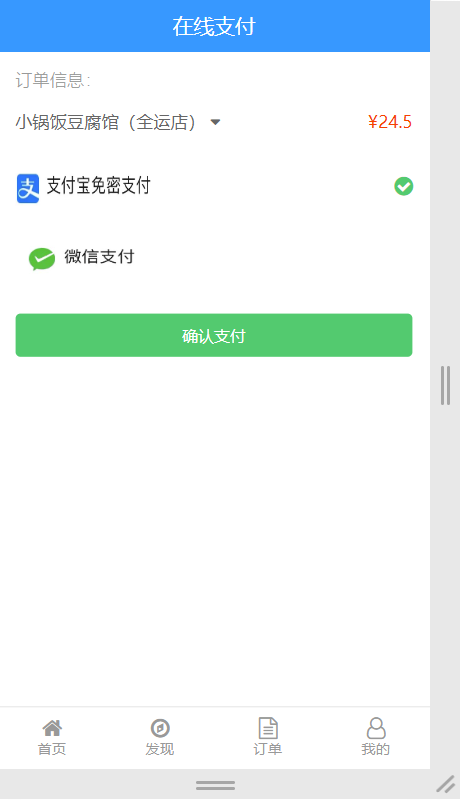 在线支付
订单信息:
小锅饭豆腐馆（全运店） ¥24.5
支 支付宝免密支付
微信支付
确认支付
首页 发现 订单 我的